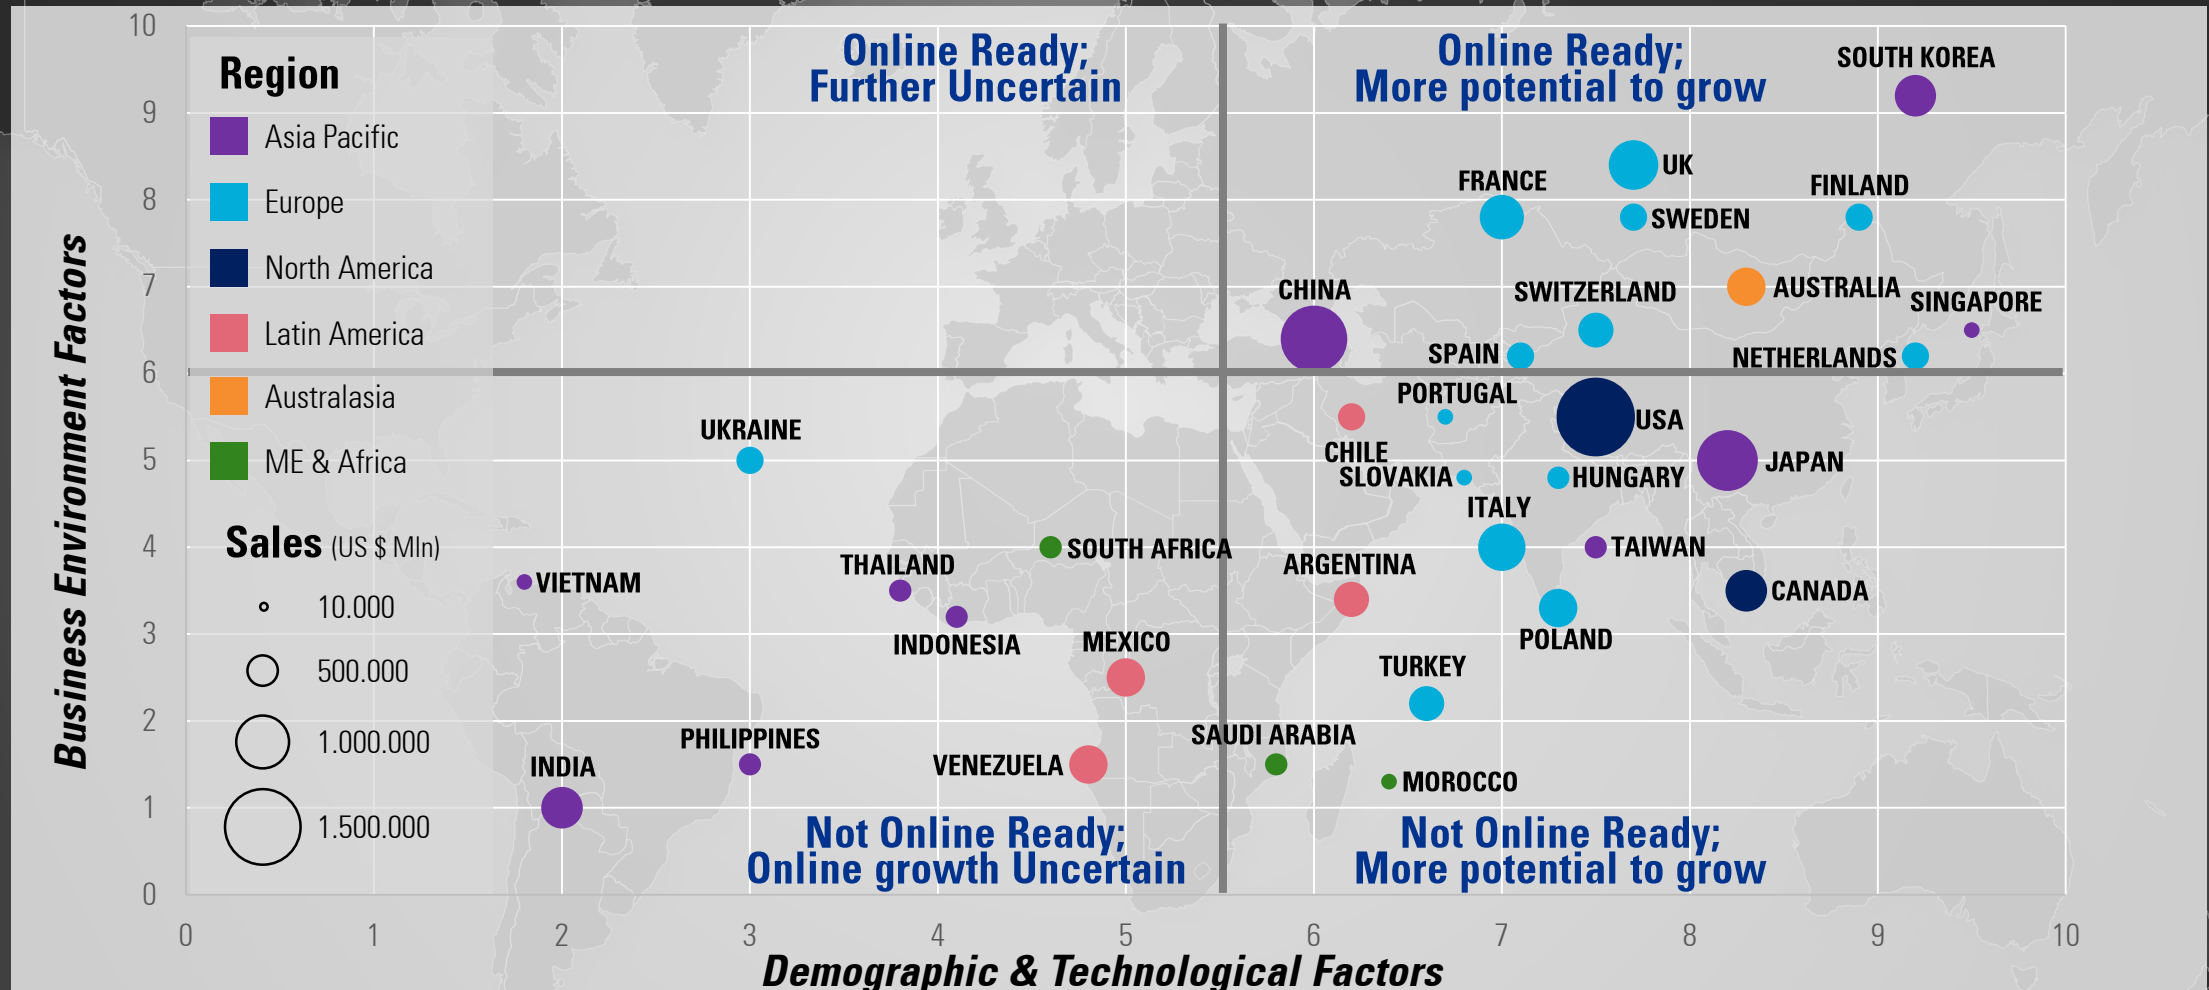 10
9
8
7
6
5
4
3
2
1
0
Business Environment Factors
Region
Asia Pacific
Europe
North America
Latin America
Australasia
ME & Africa
Sales (US $ Mln)
10.000
500.000
1.000.000
1.500.000
Online Ready;
Further Uncertain
Online Ready;
More potential to grow
SOUTH KOREA
UK
FRANCE
FINLAND
SWEDEN
CHINA
SWITZERLAND
AUSTRALIA
SINGAPORE
SPAIN
NETHERLANDS
UKRAINE
VIETNAM
THAILAND
SOUTH AFRICA
INDONESIA
MEXICO
PHILIPPINES
VENEZUELA
INDIA
Not Online Ready;
Online growth Uncertain
PORTUGAL
USA
CHILE
JAPAN
SLOVAKIA
HUNGARY
ITALY
TAIWAN
ARGENTINA
CANADA
POLAND
TURKEY
SAUDI ARABIA
MOROCCO
Not Online Ready;
More potential to grow
0 1 2 3 4 5 6 7 8 9 10
Demographic & Technological Factors